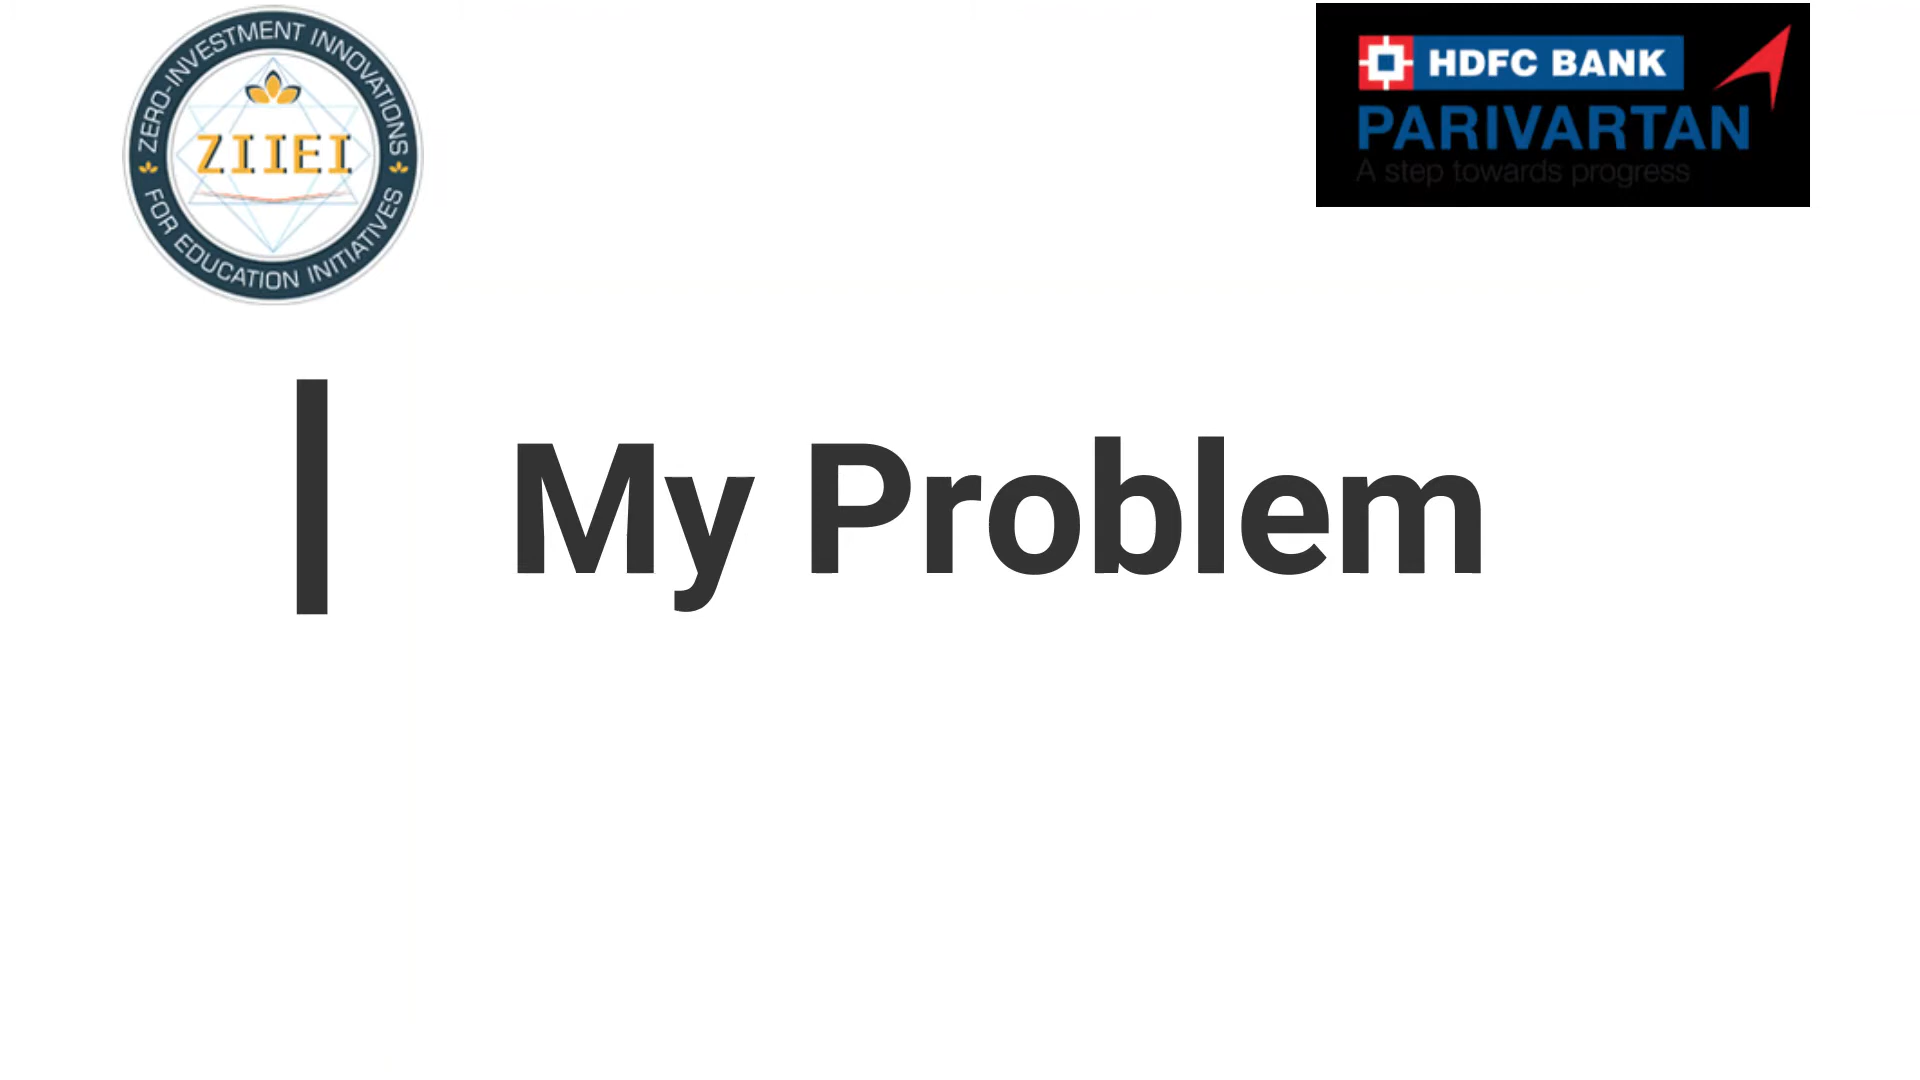 ZERO-INVESTMENT INNOVATIONS
ZIIEI
FOR EDUCATION INITIATIVES
HDFC BANK
PARIVARTAN
A step towards progress
My Problem